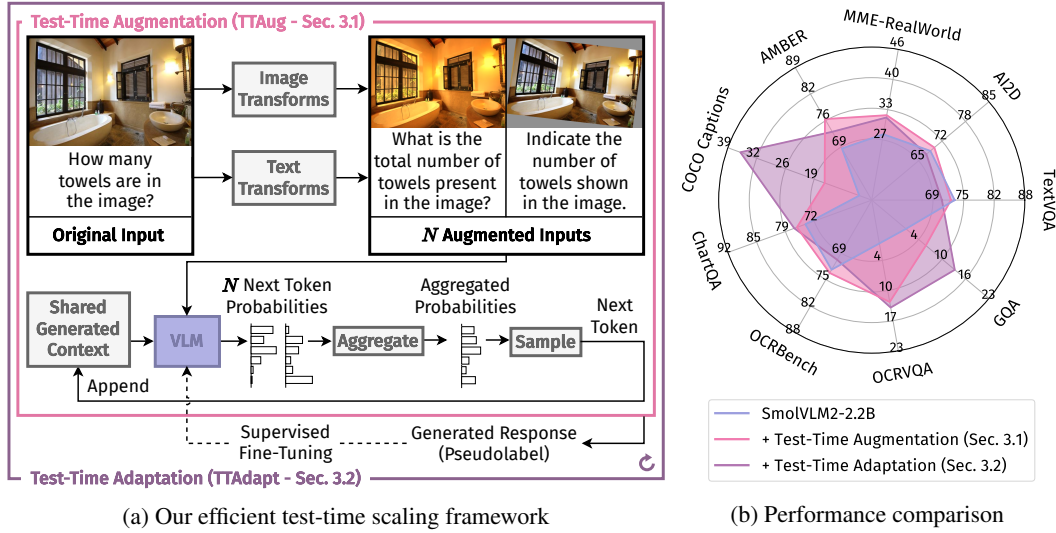 Test-Time Augmentation (TTAug - Sec. 3.1)
How many
towels are in
the image?
Original Input
Image
Transforms
Text
Transforms
What is the
total number of
towels present
in the image?
Indicate the
number of
towels shown
in the image.
N Augmented Inputs
Shared
Generated
Context
VLM
N Next Token
Probabilities
Aggregate
Aggregated
Probabilities
Sample
Next
Token
Append
Supervised
Fine-Tuning
Generated Response
(Pseudolabel)
Test-Time Adaptation (TTAdapt - Sec. 3.2)
(a) Our efficient test-time scaling framework
MME-RealWorld
46
40
33
27
AI2D
85
78
72
65
TextVQA
88
82
75
69
GQA
23
16
10
4
OCRVQA
23
17
10
4
OCRBench
88
82
75
69
ChartQA
92
85
79
72
COCO Captions
39
32
26
19
AMBER
89
82
76
69
SmolVLM2-2.2B
+ Test-Time Augmentation (Sec. 3.1)
+ Test-Time Adaptation (Sec. 3.2)
(b) Performance comparison